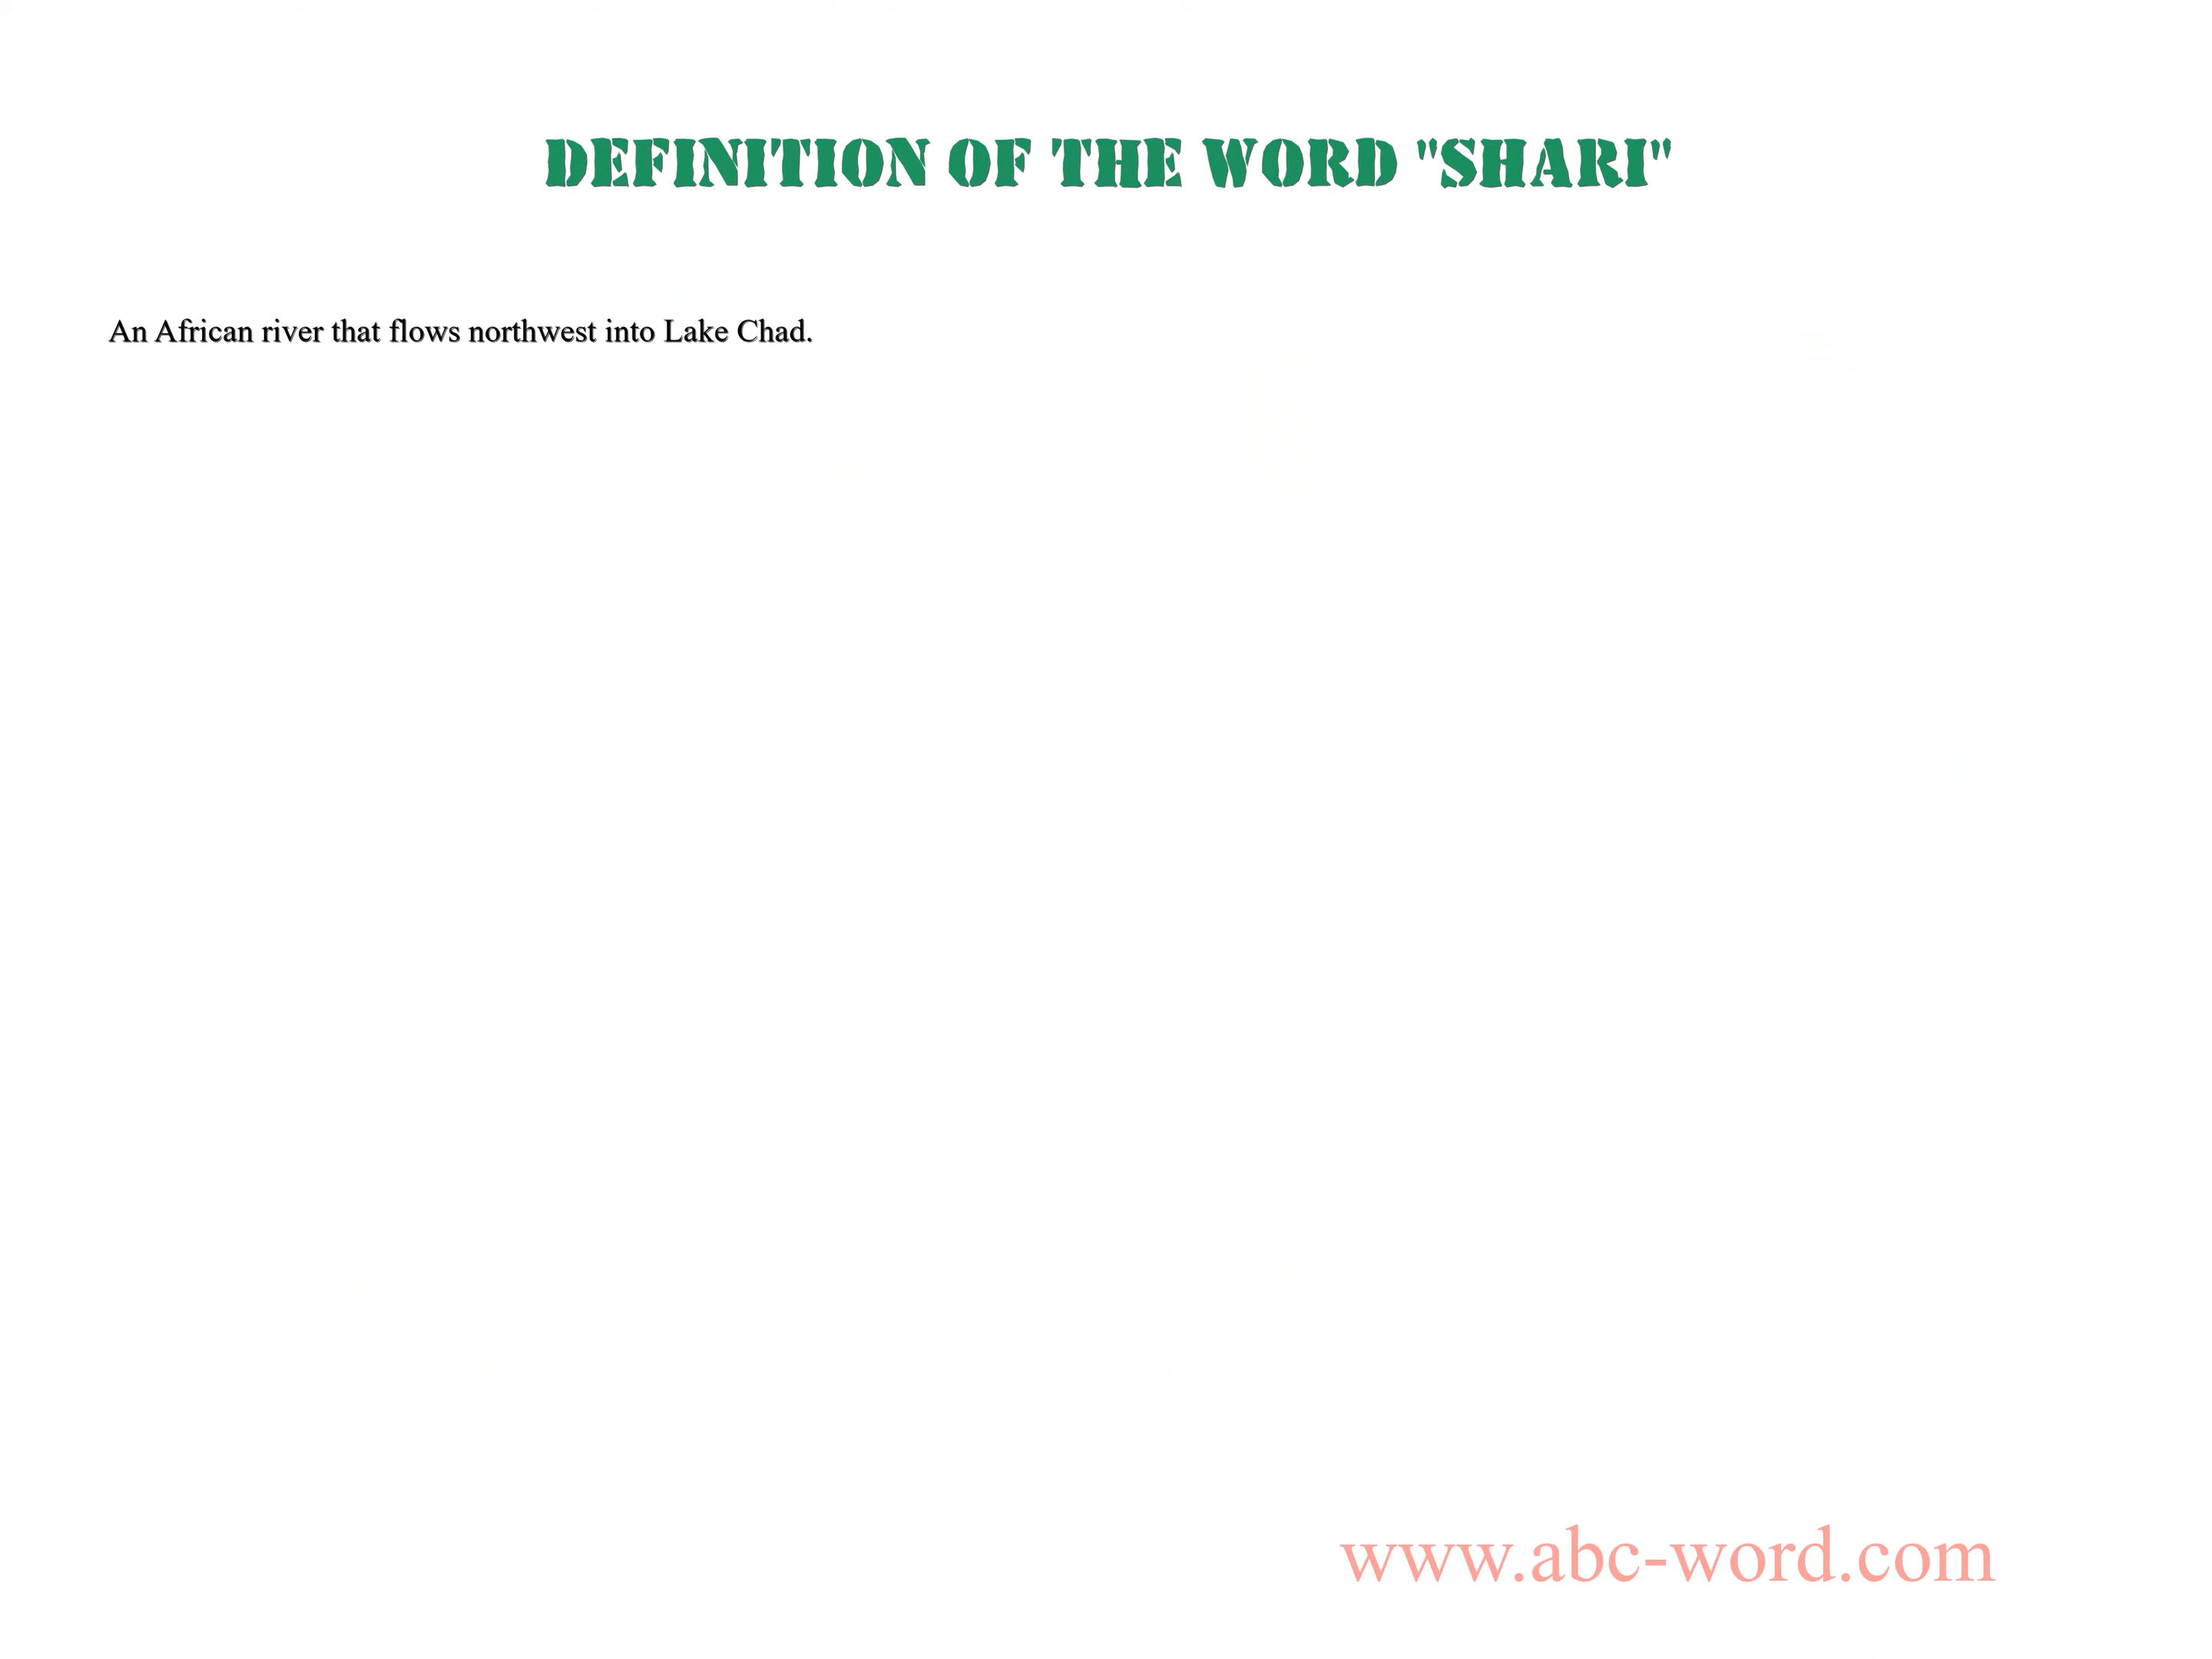 DEFINITION OF THE WORD "SHARI"
An African river that flows northwest into Lake Chad.
www.abc-word.com